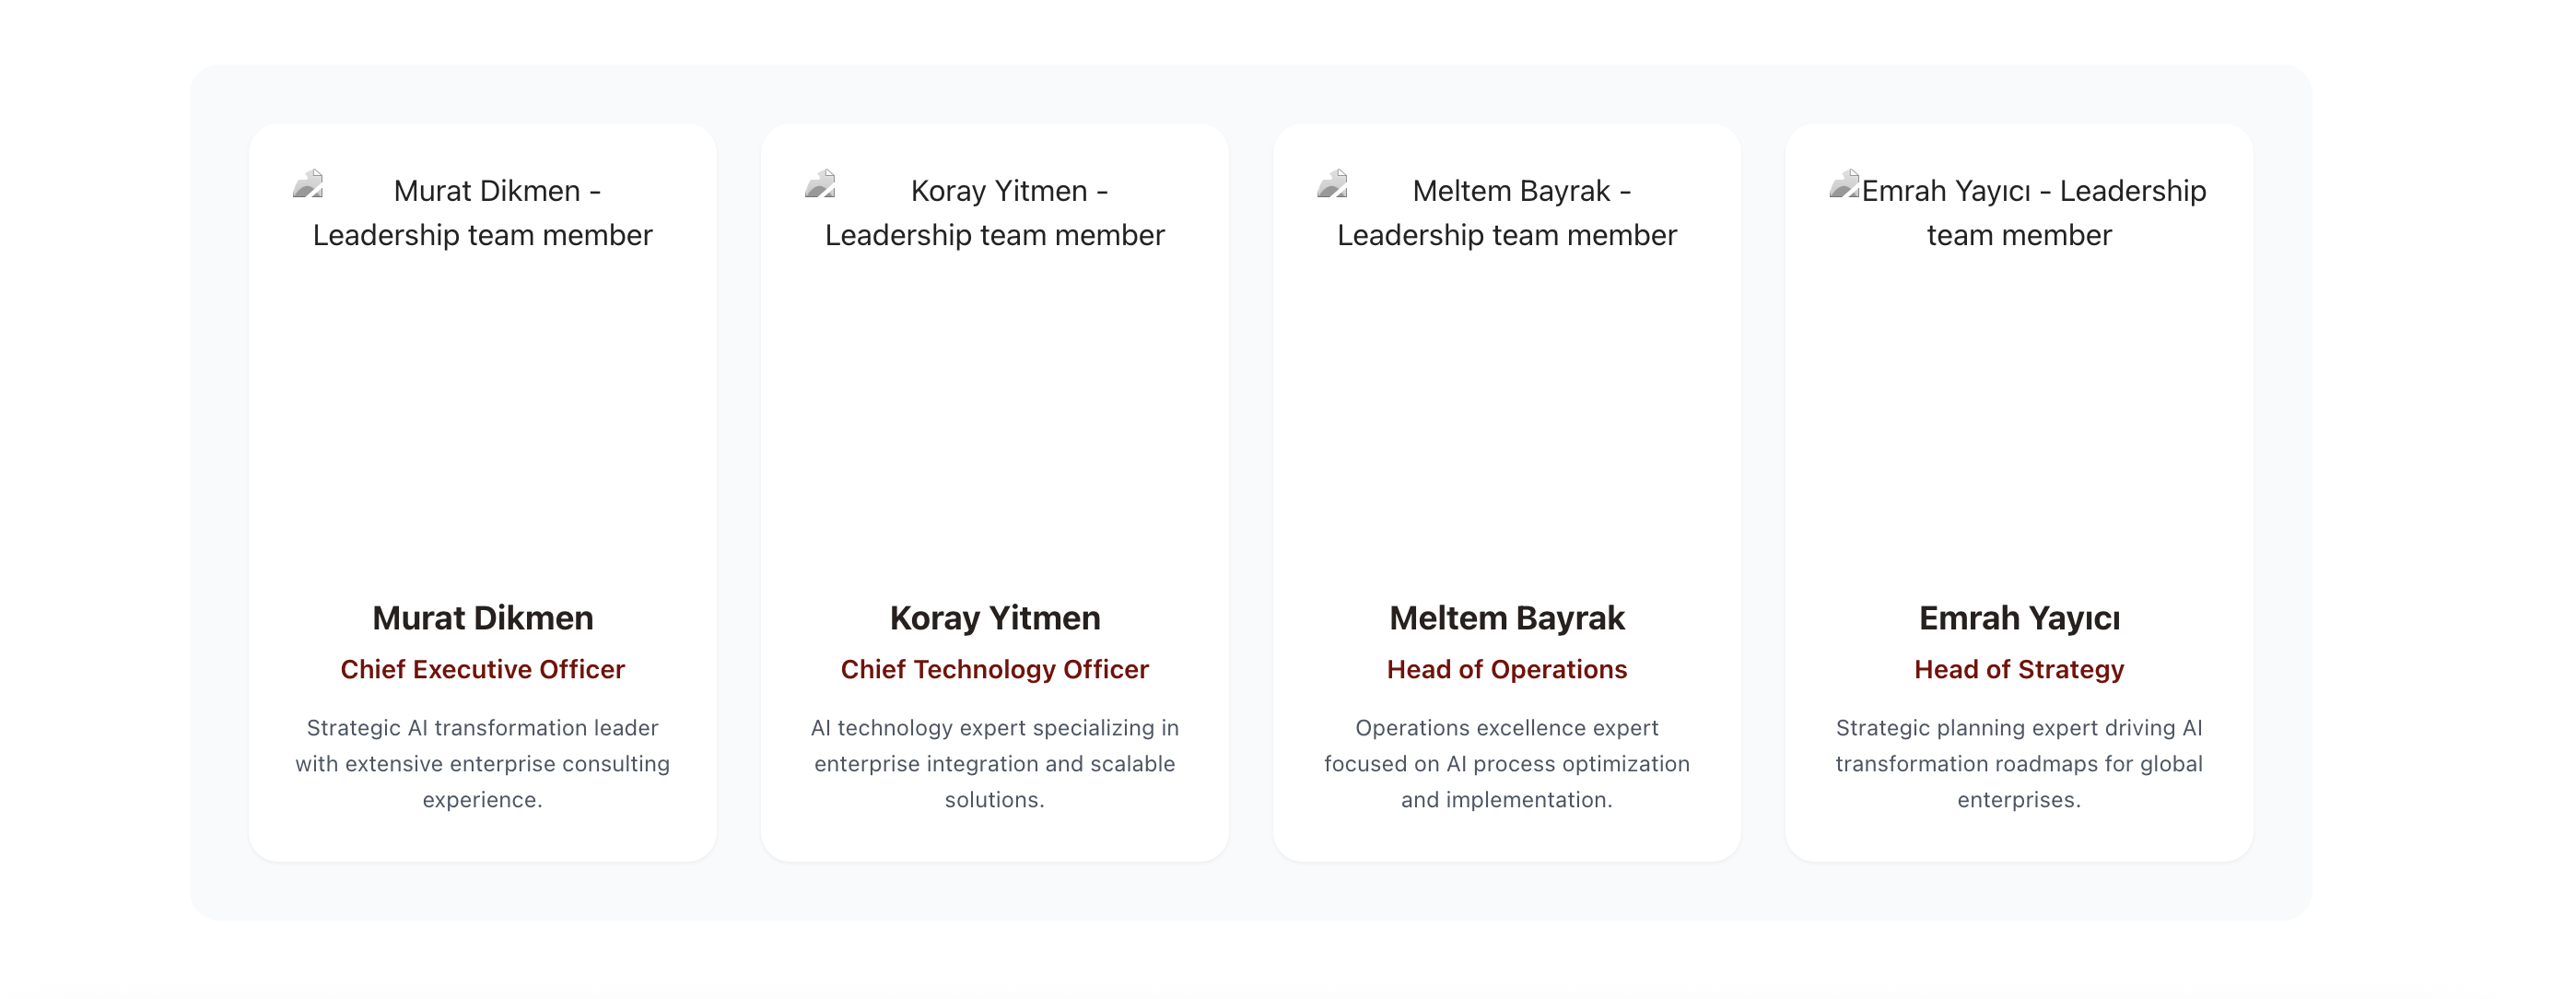 Murat Dikmen -
Leadership team member
Murat Dikmen
Chief Executive Officer
Strategic AI transformation leader
with extensive enterprise consulting
experience.
Koray Yitmen -
Leadership team member
Koray Yitmen
Chief Technology Officer
AI technology expert specializing in
enterprise integration and scalable
solutions.
Meltem Bayrak -
Leadership team member
Meltem Bayrak
Head of Operations
Operations excellence expert
focused on AI process optimization
and implementation.
Emrah Yayıcı - Leadership
team member
Emrah Yayıcı
Head of Strategy
Strategic planning expert driving AI
transformation roadmaps for global
enterprises.